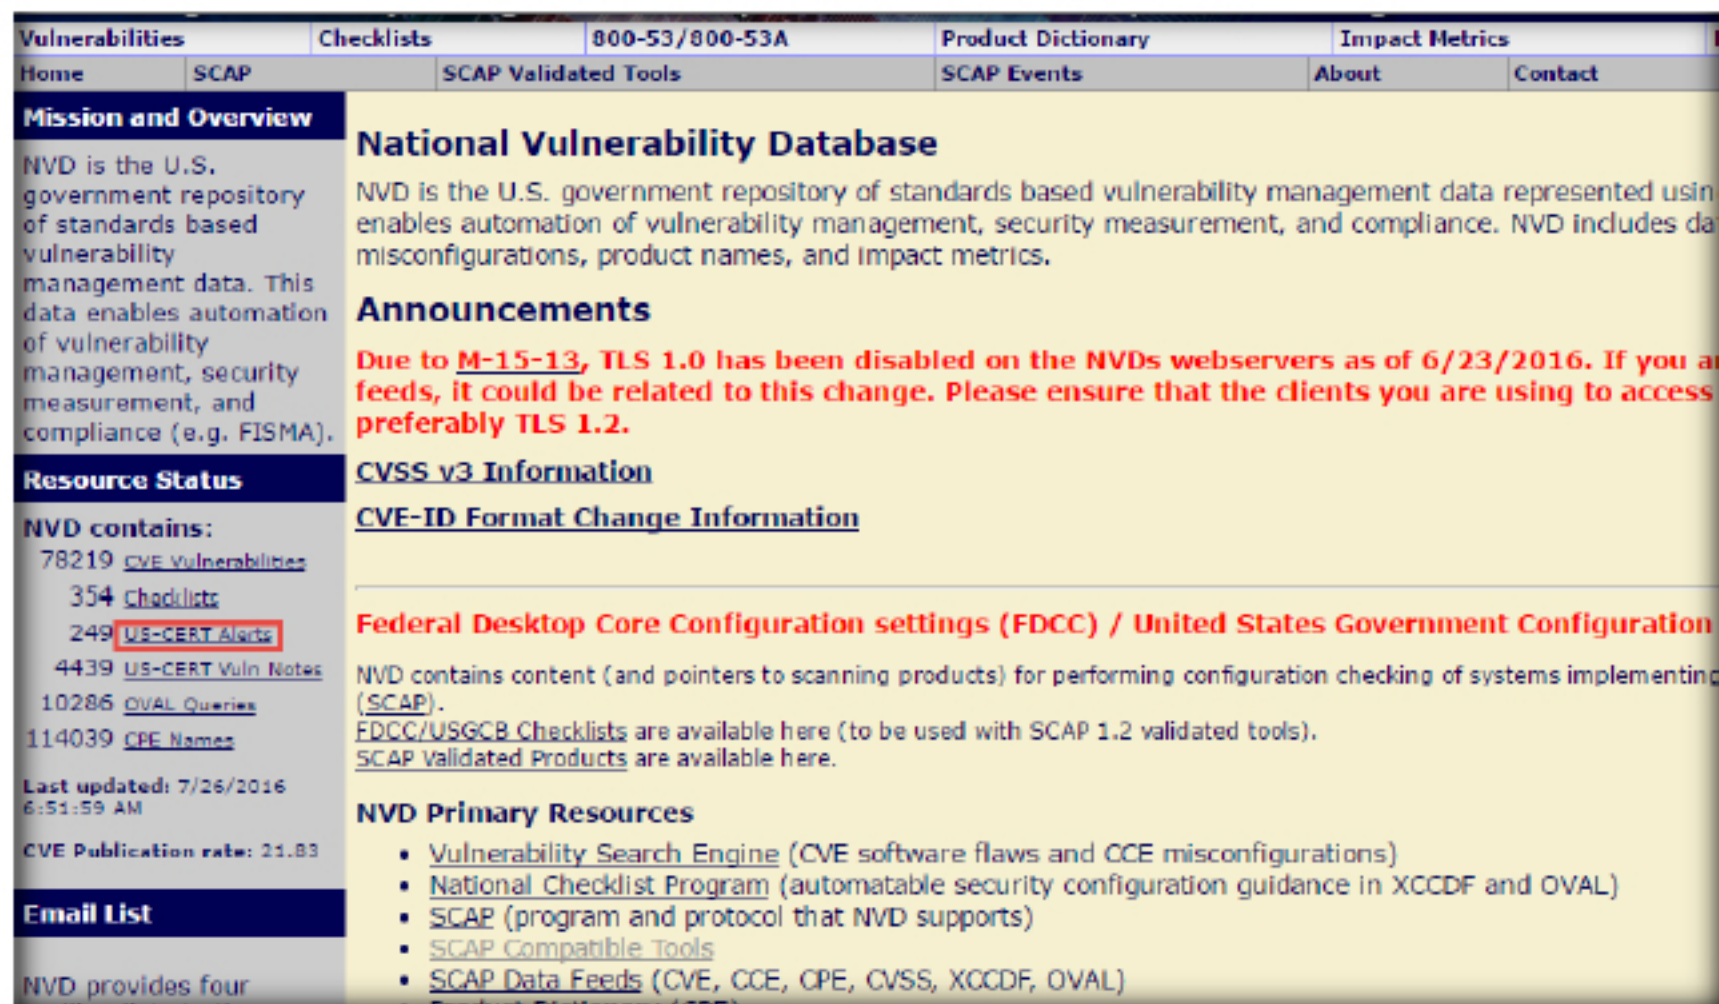 Vulnerabilities Checklists 800-53/800-53A Product Dictionary Impact Metrics
Home SCAP SCAP Validated Tools SCAP Events About Contact
Mission and Overview
NVD is the U.S.
government repository
of standards based
vulnerability
management data. This
data enables automation
of vulnerability
management, security
measurement, and
compliance (e.g. FISMA).
Resource Status
NVD contains:
78219 CVE Vulnerabilities
354 Checklists
249 US-CERT Alerts
4439 US-CERT Vuln Notes
10286 OVAL Queries
114039 CPE Names
Last updated: 7/26/2016
6:51:59 AM
CVE Publication rate: 21.83
Email List
NVD provides four
National Vulnerability Database
NVD is the U.S. government repository of standards based vulnerability management data represented usin
enables automation of vulnerability management, security measurement, and compliance. NVD includes da
misconfigurations, product names, and impact metrics.
Announcements
Due to M-15-13, TLS 1.0 has been disabled on the NVDs webservers as of 6/23/2016. If you a
feeds, it could be related to this change. Please ensure that the clients you are using to access
preferably TLS 1.2.
CVSS v3 Information
CVE-ID Format Change Information
Federal Desktop Core Configuration settings (FDCC) / United States Government Configuration
NVD contains content (and pointers to scanning products) for performing configuration checking of systems implementing
(SCAP).
FDCC/USGCB Checklists are available here (to be used with SCAP 1.2 validated tools).
SCAP Validated Products are available here.
NVD Primary Resources
• Vulnerability Search Engine (CVE software flaws and CCE misconfigurations)
• National Checklist Program (automatable security configuration guidance in XCCDF and OVAL)
• SCAP (program and protocol that NVD supports)
• SCAP Compatible Tools
• SCAP Data Feeds (CVE, CCE, CPE, CVSS, XCCDF, OVAL)